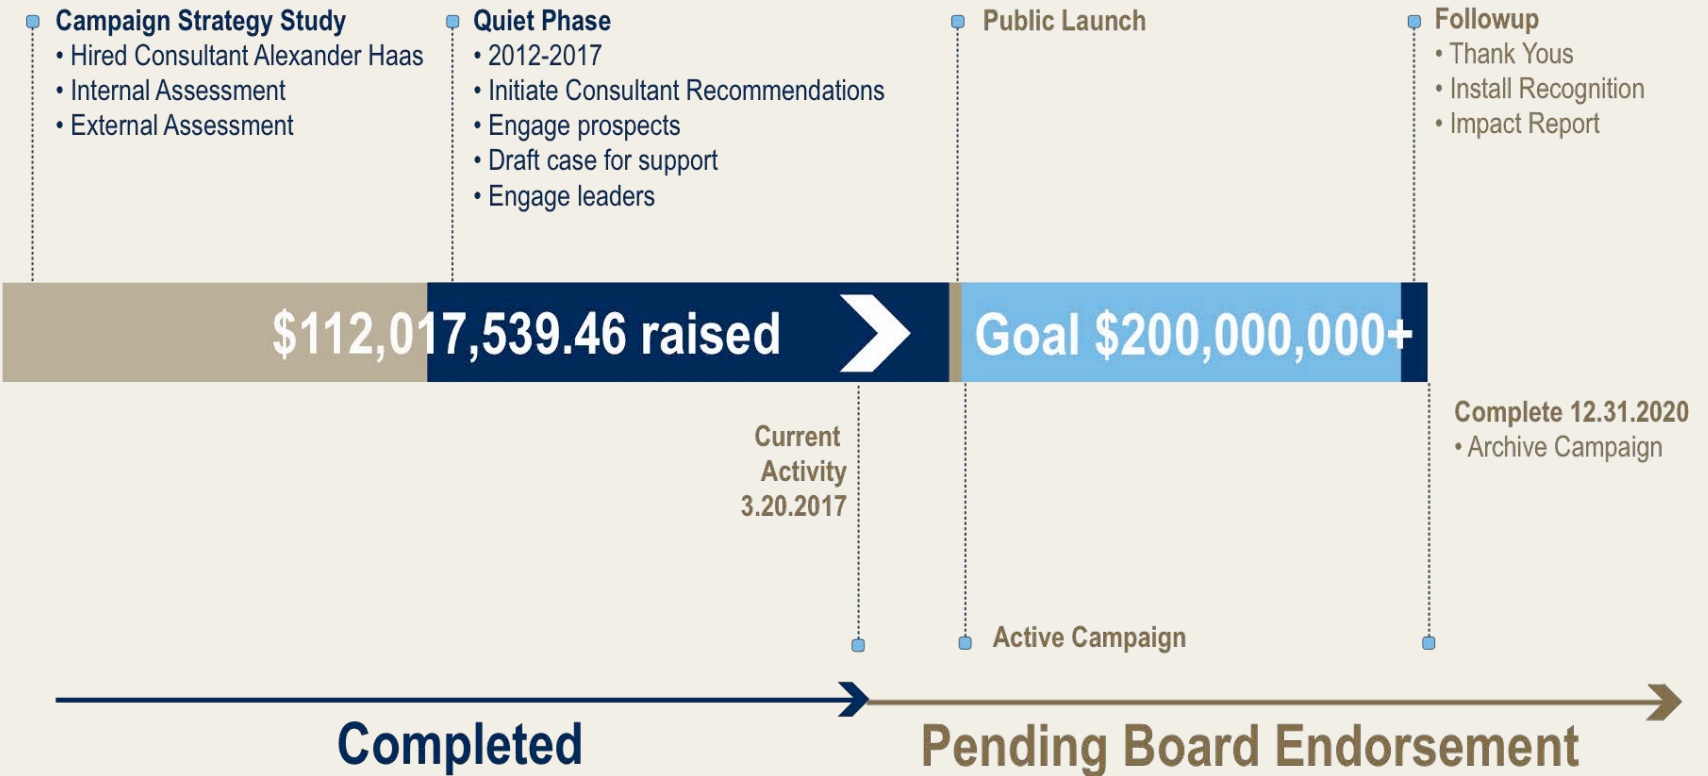 Campaign Strategy Study
• Hired Consultant Alexander Haas
• Internal Assessment
• External Assessment
Quiet Phase
• 2012-2017
• Initiate Consultant Recommendations
• Engage prospects
• Draft case for support
• Engage leaders
Public Launch
Followup
• Thank Yous
• Install Recognition
• Impact Report
$112,017,539.46 raised
Goal $200,000,000+
Current
Activity
3.20.2017
Complete 12.31.2020
• Archive Campaign
Active Campaign
Completed
Pending Board Endorsement